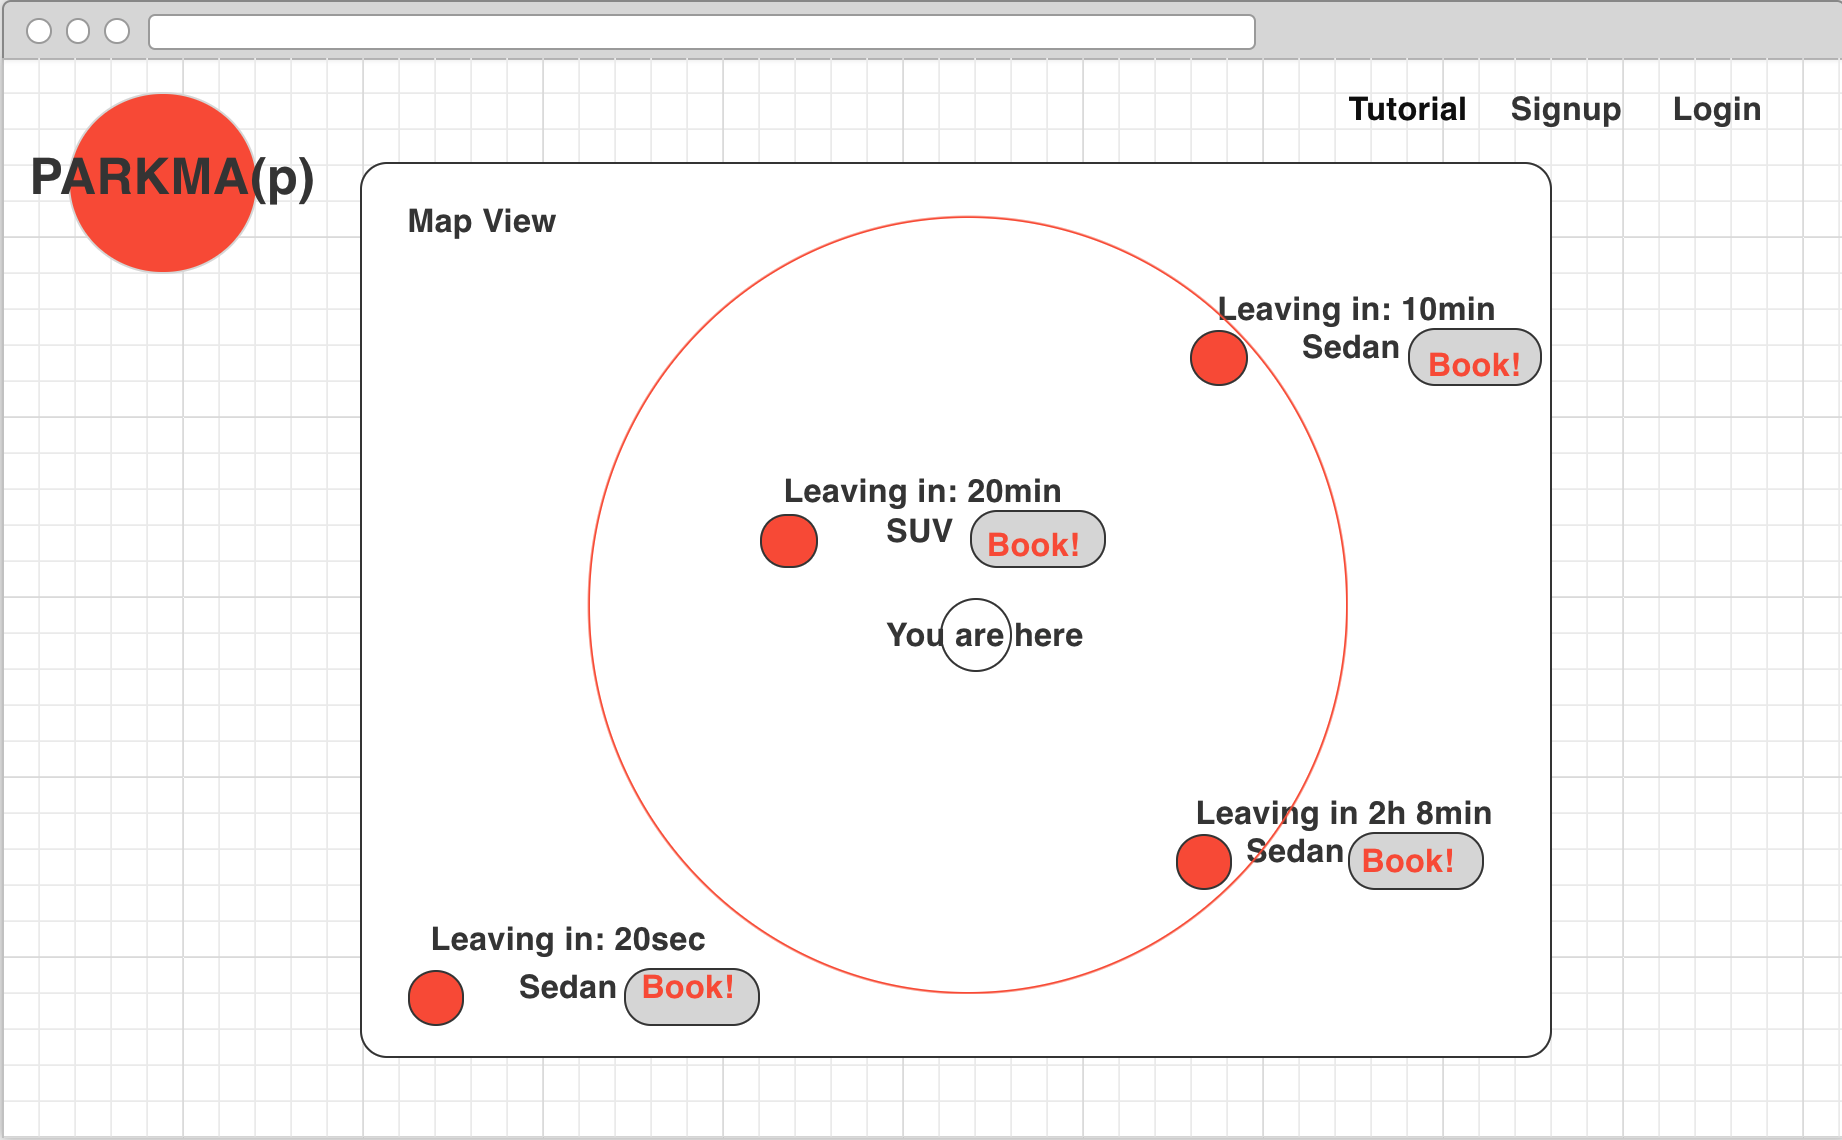 Tutorial Signup Login
PARKMA(p)
Map View
Leaving in: 10min
Sedan Book!
Leaving in: 20min
SUV Book!
You are here
Leaving in 2h 8min
Sedan Book!
Leaving in: 20sec
Sedan Book!